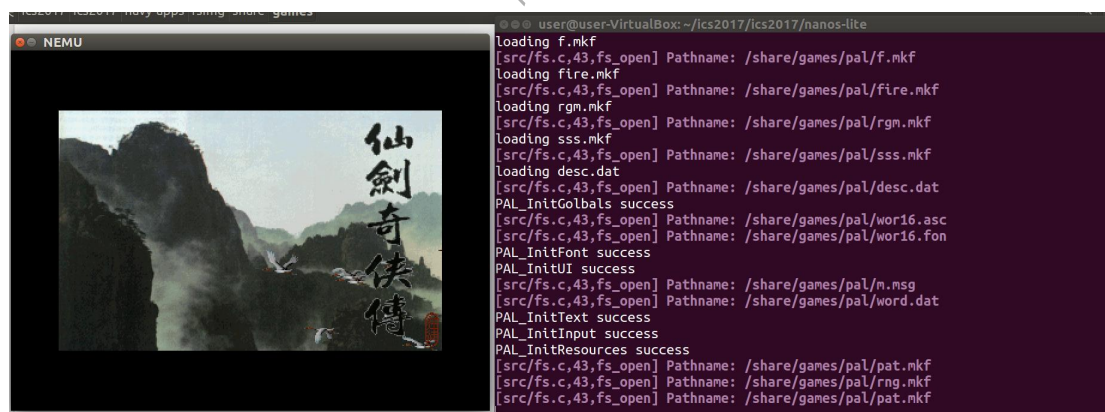 NEMU
仙劍奇俠傳
user@user-VirtualBox: ~/ics2017/ics2017/nanos-lite
loading f.mkf
[src/fs.c,43,fs_open] Pathname: /share/games/pal/f.mkf
loading fire.mkf
[src/fs.c,43,fs_open] Pathname: /share/games/pal/fire.mkf
loading rgm.mkf
[src/fs.c,43,fs_open] Pathname: /share/games/pal/rgm.mkf
loading sss.mkf
[src/fs.c,43,fs_open] Pathname: /share/games/pal/sss.mkf
loading desc.dat
[src/fs.c,43,fs_open] Pathname: /share/games/pal/desc.dat
PAL_InitGolbals success
[src/fs.c,43,fs_open] Pathname: /share/games/pal/wor16.asc
[src/fs.c,43,fs_open] Pathname: /share/games/pal/wor16.fon
PAL_InitFont success
PAL_InitUI success
[src/fs.c,43,fs_open] Pathname: /share/games/pal/m.msg
[src/fs.c,43,fs_open] Pathname: /share/games/pal/word.dat
PAL_InitText success
PAL_InitInput success
PAL_InitResources success
[src/fs.c,43,fs_open] Pathname: /share/games/pal/pat.mkf
[src/fs.c,43,fs_open] Pathname: /share/games/pal/rng.mkf
[src/fs.c,43,fs_open] Pathname: /share/games/pal/pat.mkf